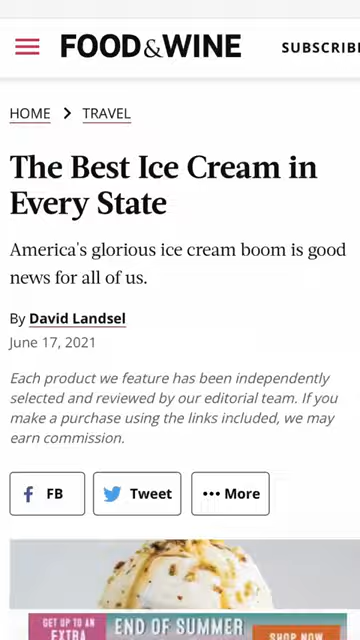 FOOD&WINE SUBSCRIB
HOME > TRAVEL
The Best Ice Cream in
Every State
America's glorious ice cream boom is good
news for all of us.
By David Landsel
June 17, 2021
Each product we feature has been independently
selected and reviewed by our editorial team. If you
make a purchase using the links included, we may
earn commission.
FB Tweet ••• More
GET UP TO AN
EXTRA
END OF SUMMER
SHOP NOW